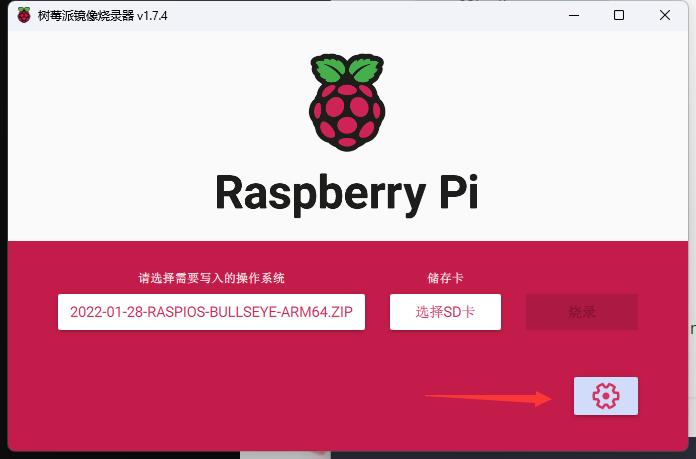 树莓派镜像烧录器 v1.7.4
Raspberry Pi
请选择需要写入的操作系统
储存卡
2022-01-28-RASPIOS-BULLSEYE-ARM64.ZIP
选择SD卡
烧录